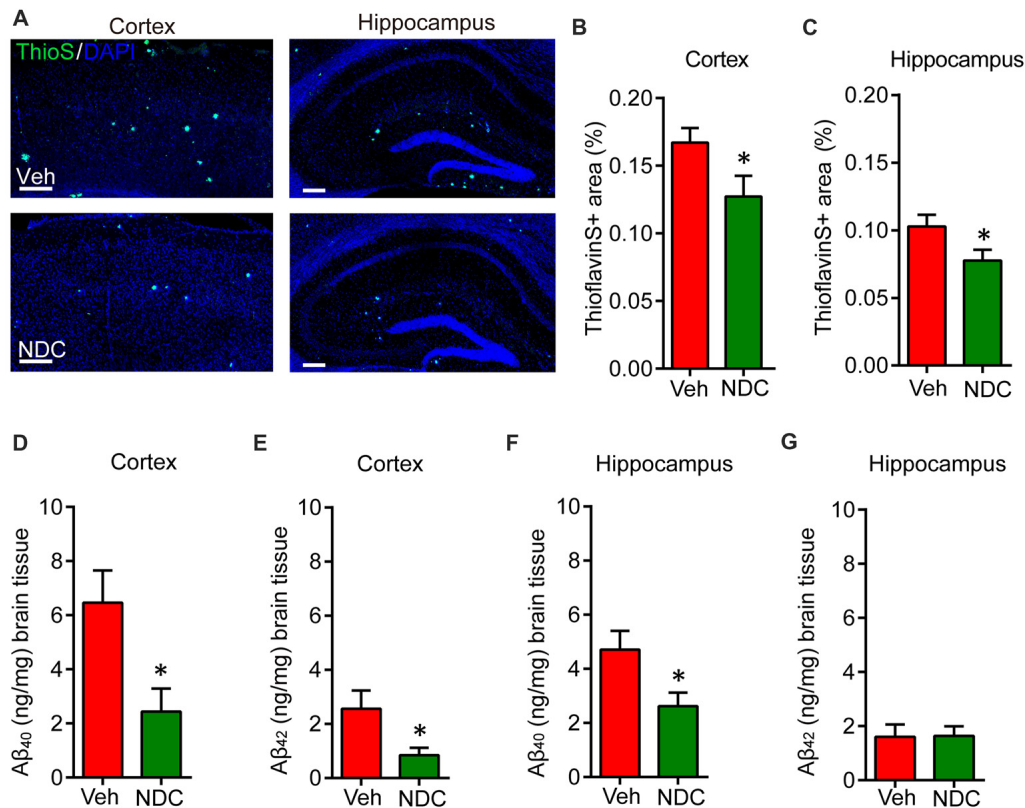 A
Cortex
Hippocampus
ThioS/DAPI
Veh
NDC
B
Cortex
ThioflavinS+ area (%)
0.20
0.15
0.10
0.05
0.00
*
Veh NDC
C
Hippocampus
ThioflavinS+ area (%)
0.20
0.15
0.10
0.05
0.00
*
Veh NDC
D
Cortex
Aβ₄₀ (ng/mg) brain tissue
10
8
6
4
2
0
*
Veh NDC
E
Cortex
Aβ₄₂ (ng/mg) brain tissue
10
8
6
4
2
0
*
Veh NDC
F
Hippocampus
Aβ₄₀ (ng/mg) brain tissue
10
8
6
4
2
0
*
Veh NDC
G
Hippocampus
Aβ₄₂ (ng/mg) brain tissue
10
8
6
4
2
0
Veh NDC